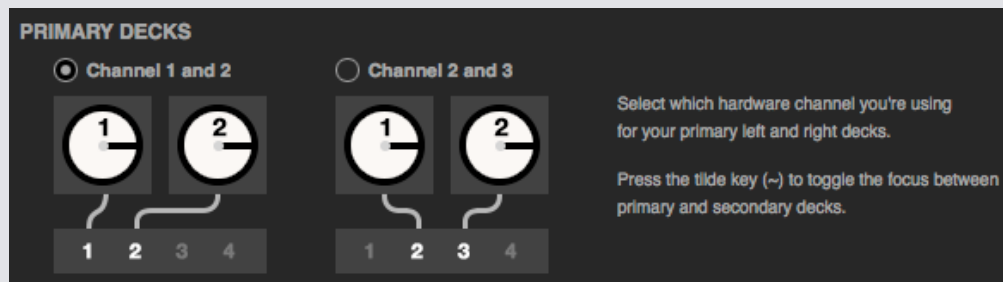 PRIMARY DECKS
Channel 1 and 2
Channel 2 and 3
1 2
1 2
1 2 3 4
1 2 3 4
Select which hardware channel you're using
for your primary left and right decks.
Press the tilde key (~) to toggle the focus between
primary and secondary decks.